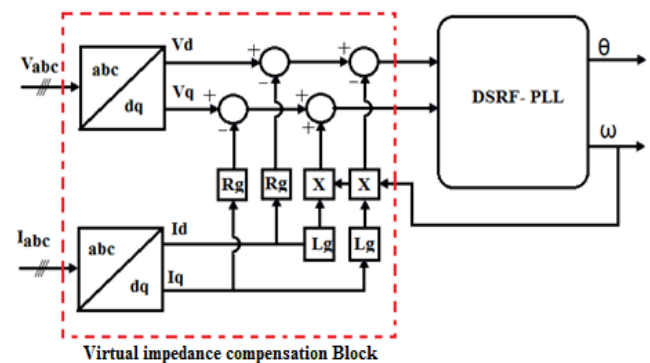 Vabc
abc
dq
Vd
Vq
+
−
+
−
+
−
+
+
DSRF- PLL
θ
ω
Rg
Rg
X
X
Iabc
abc
dq
Id
Iq
Lg
Lg
Virtual impedance compensation Block